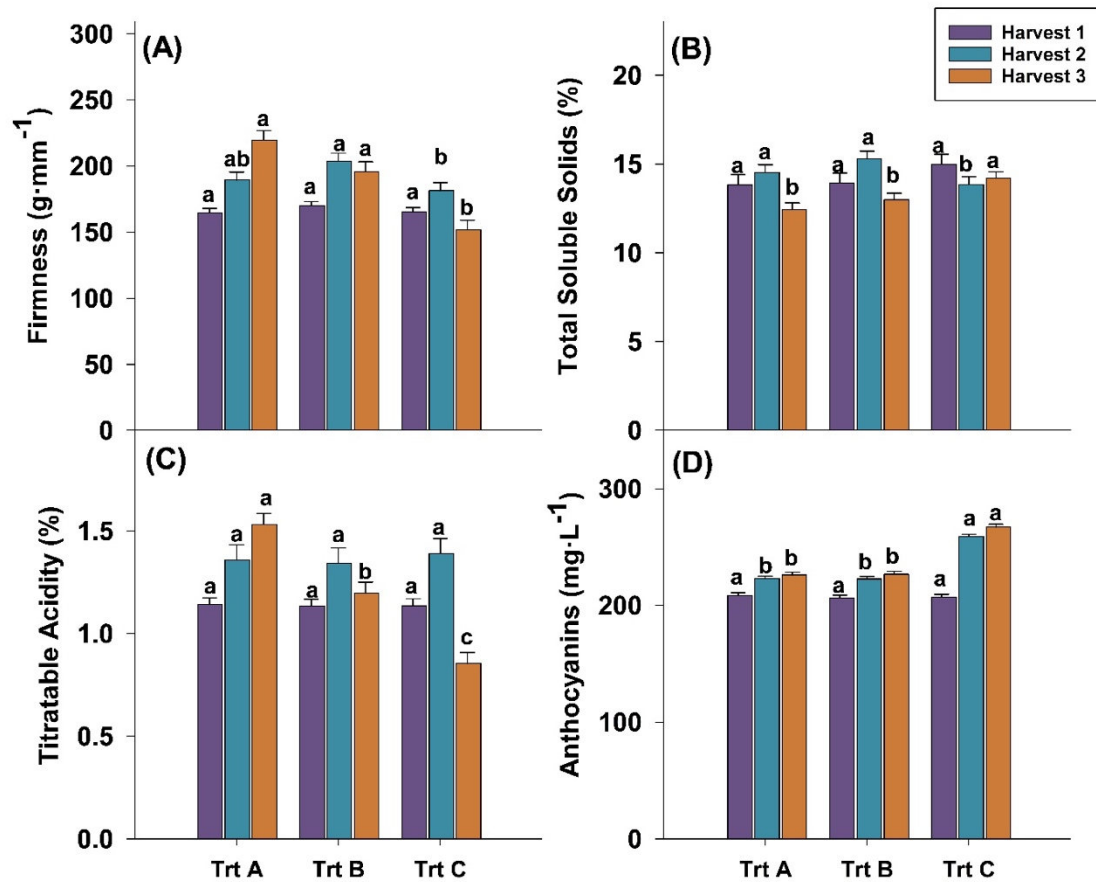 (A)
Firmness (g·mm⁻¹)
300
250
200
150
100
50
0
a ab a
a a a
a b b
(B)
Total Soluble Solids (%)
20
15
10
5
0
a a b
a a b
a b a
Harvest 1
Harvest 2
Harvest 3
(C)
Titratable Acidity (%)
1.5
1.0
0.5
0.0
a a a
a a b
a a c
Trt A Trt B Trt C
(D)
Anthocyanins (mg·L⁻¹)
300
200
100
0
a b b
a b b
a a a
Trt A Trt B Trt C